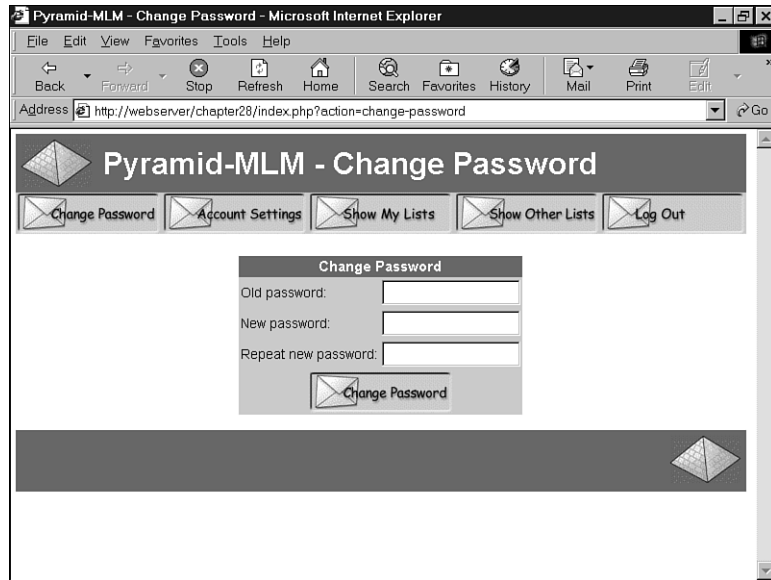 Pyramid-MLM - Change Password - Microsoft Internet Explorer
File Edit View Favorites Tools Help
Back Forward Stop Refresh Home Search Favorites History Mail Print Edit
Address http://webserver/chapter28/index.php?action=change-password Go
Pyramid-MLM - Change Password
Change Password Account Settings Show My Lists Show Other Lists Log Out
Change Password
Old password:
New password:
Repeat new password:
Change Password